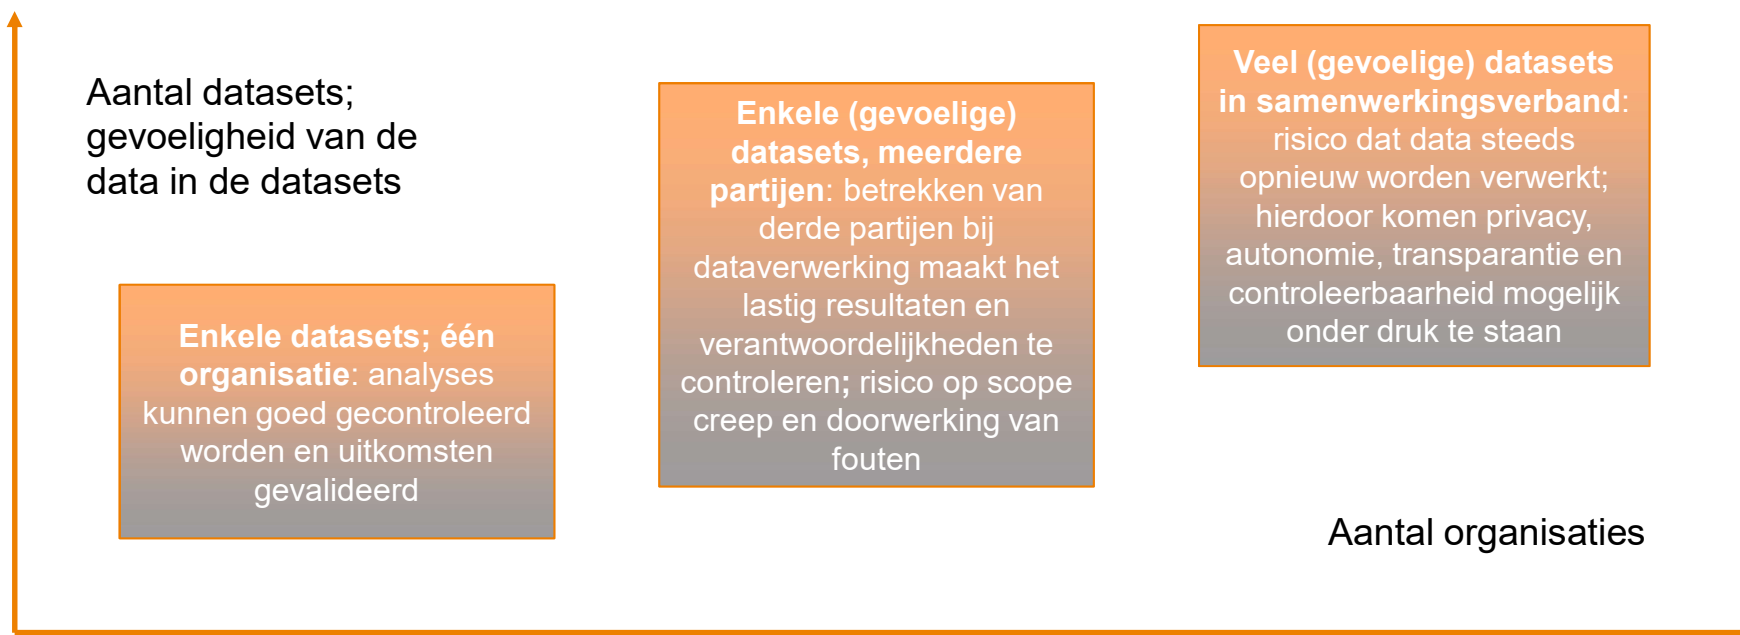 Aantal datasets;
gevoeligheid van de
data in de datasets
Enkele datasets; één
organisatie: analyses
kunnen goed gecontroleerd
worden en uitkomsten
gevalideerd
Enkele (gevoelige)
datasets, meerdere
partijen: betrekken van
derde partijen bij
dataverwerking maakt het
lastig resultaten en
verantwoordelijkheden te
controleren; risico op scope
creep en doorwerking van
fouten
Veel (gevoelige) datasets
in samenwerkingsverband:
risico dat data steeds
opnieuw worden verwerkt;
hierdoor komen privacy,
autonomie, transparantie en
controleerbaarheid mogelijk
onder druk te staan
Aantal organisaties